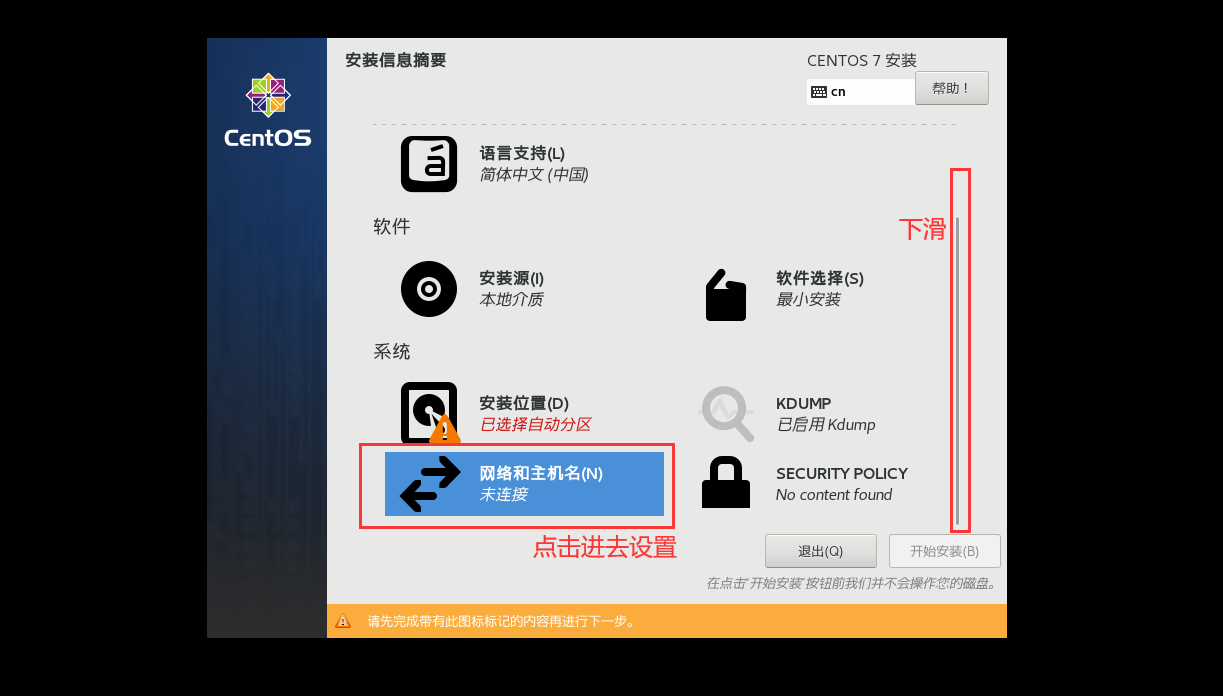 安装信息摘要
CENTOS 7 安装
cn
帮助！
CentOS
语言支持(L)
简体中文 (中国)
软件
下滑
安装源(I)
本地介质
软件选择(S)
最小安装
系统
安装位置(D)
已选择自动分区
KDUMP
已启用 Kdump
网络和主机名(N)
未连接
SECURITY POLICY
No content found
点击进去设置
退出(Q)
开始安装(B)
在点击"开始安装"按钮前我们并不会操作您的磁盘。
请先完成带有此图标标记的内容再进行下一步。